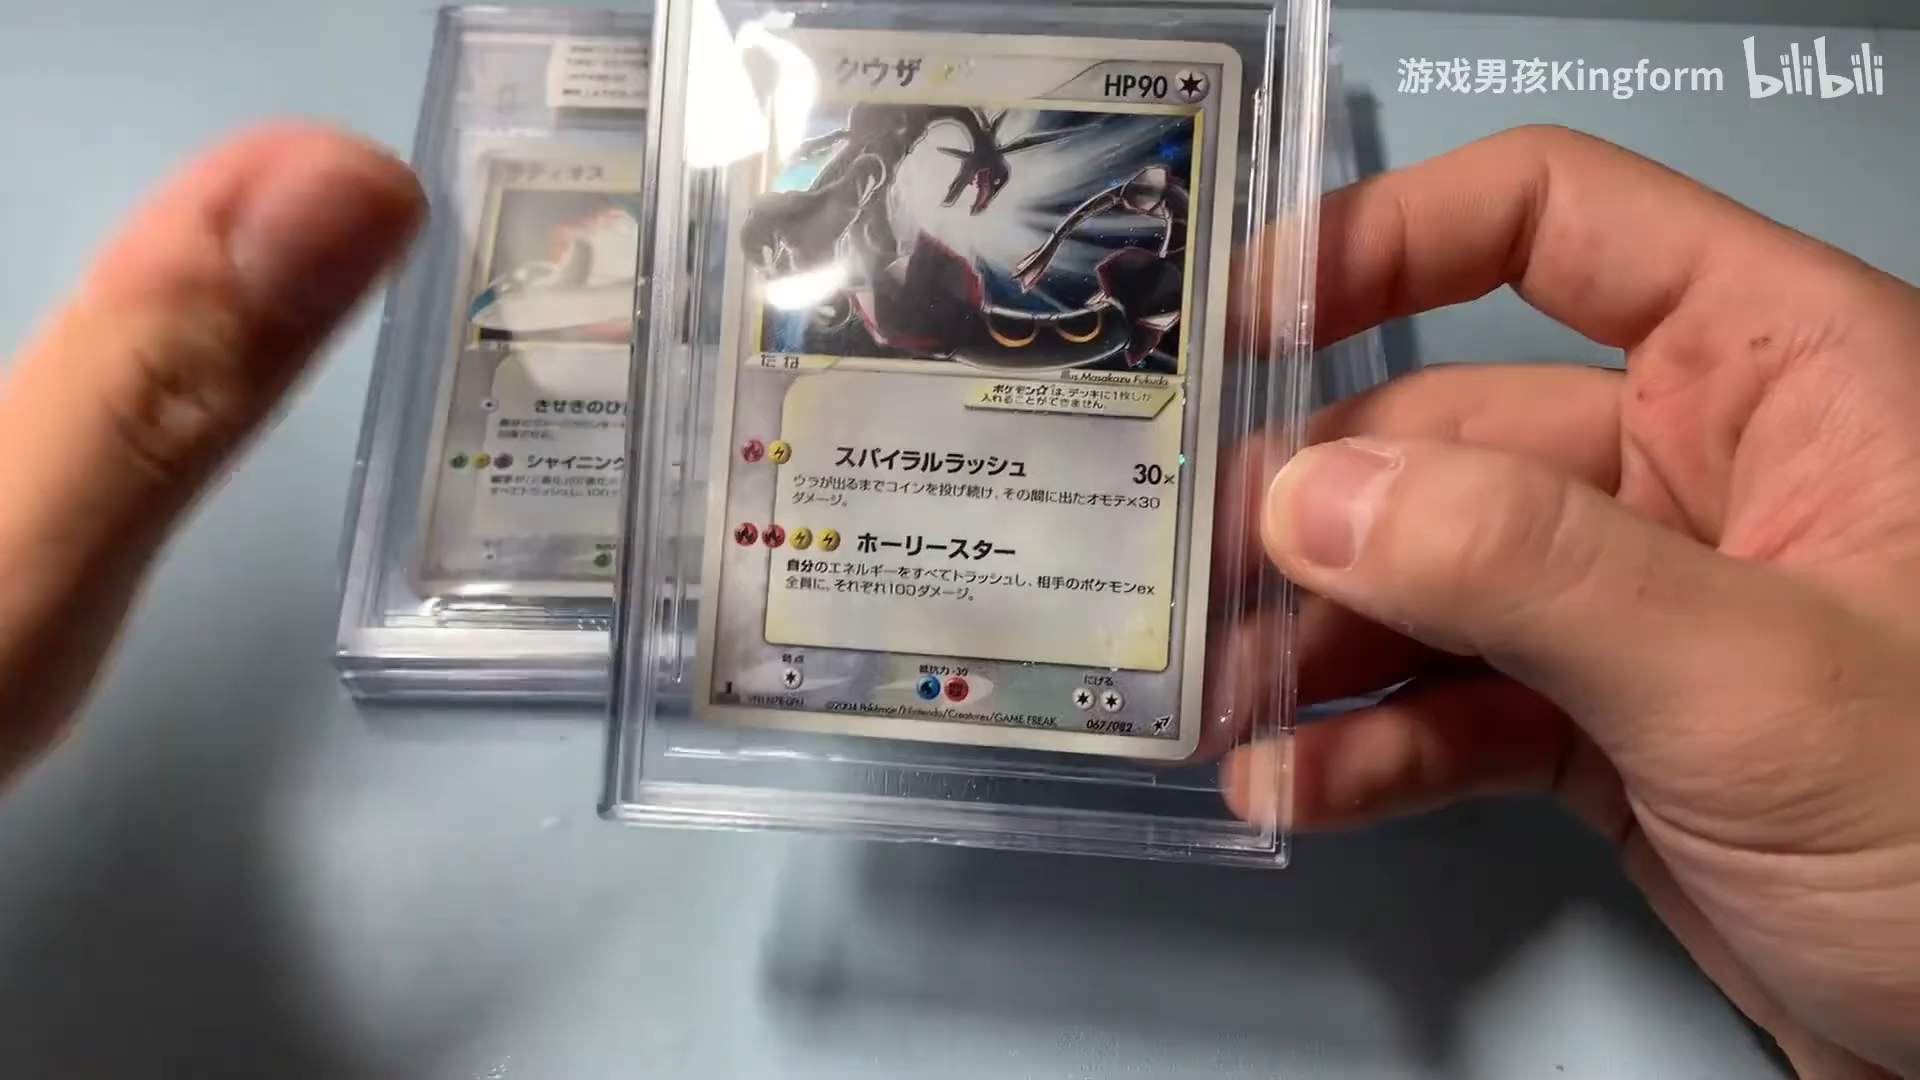 游戏男孩Kingform bilibili
クウザ
HP90
ラティオス
たね
illus.Masakazu Fukuda
ポケモン☆は、デッキに1枚しか
入れることができません。
きせきのひ
スパイラルラッシュ 30×
ウラが出るまでコインを投げ続け、その間に出たオモテ×30
ダメージ。
シャイニング
ホーリースター
自分のエネルギーをすべてトラッシュし、相手のポケモンex
全員に、それぞれ100ダメージ。
弱点
抵抗力 -30
にげる
©2004 Pokémon/Nintendo/Creatures/GAME FREAK
067/082